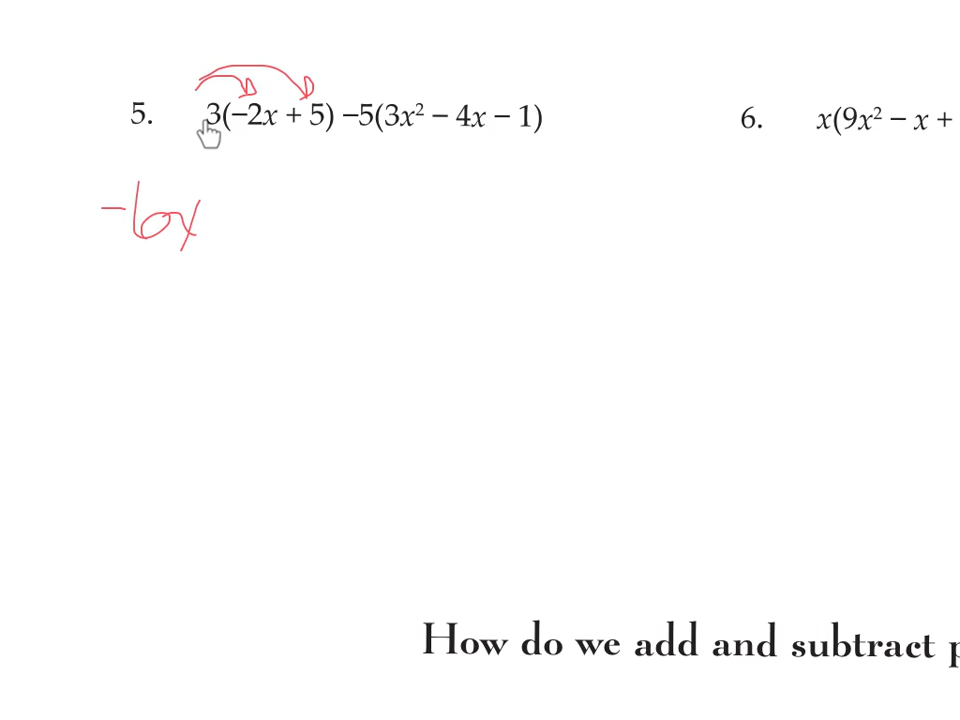 5. 3(−2x + 5) −5(3x² − 4x − 1)
6. x(9x² − x +
−6x
How do we add and subtract p